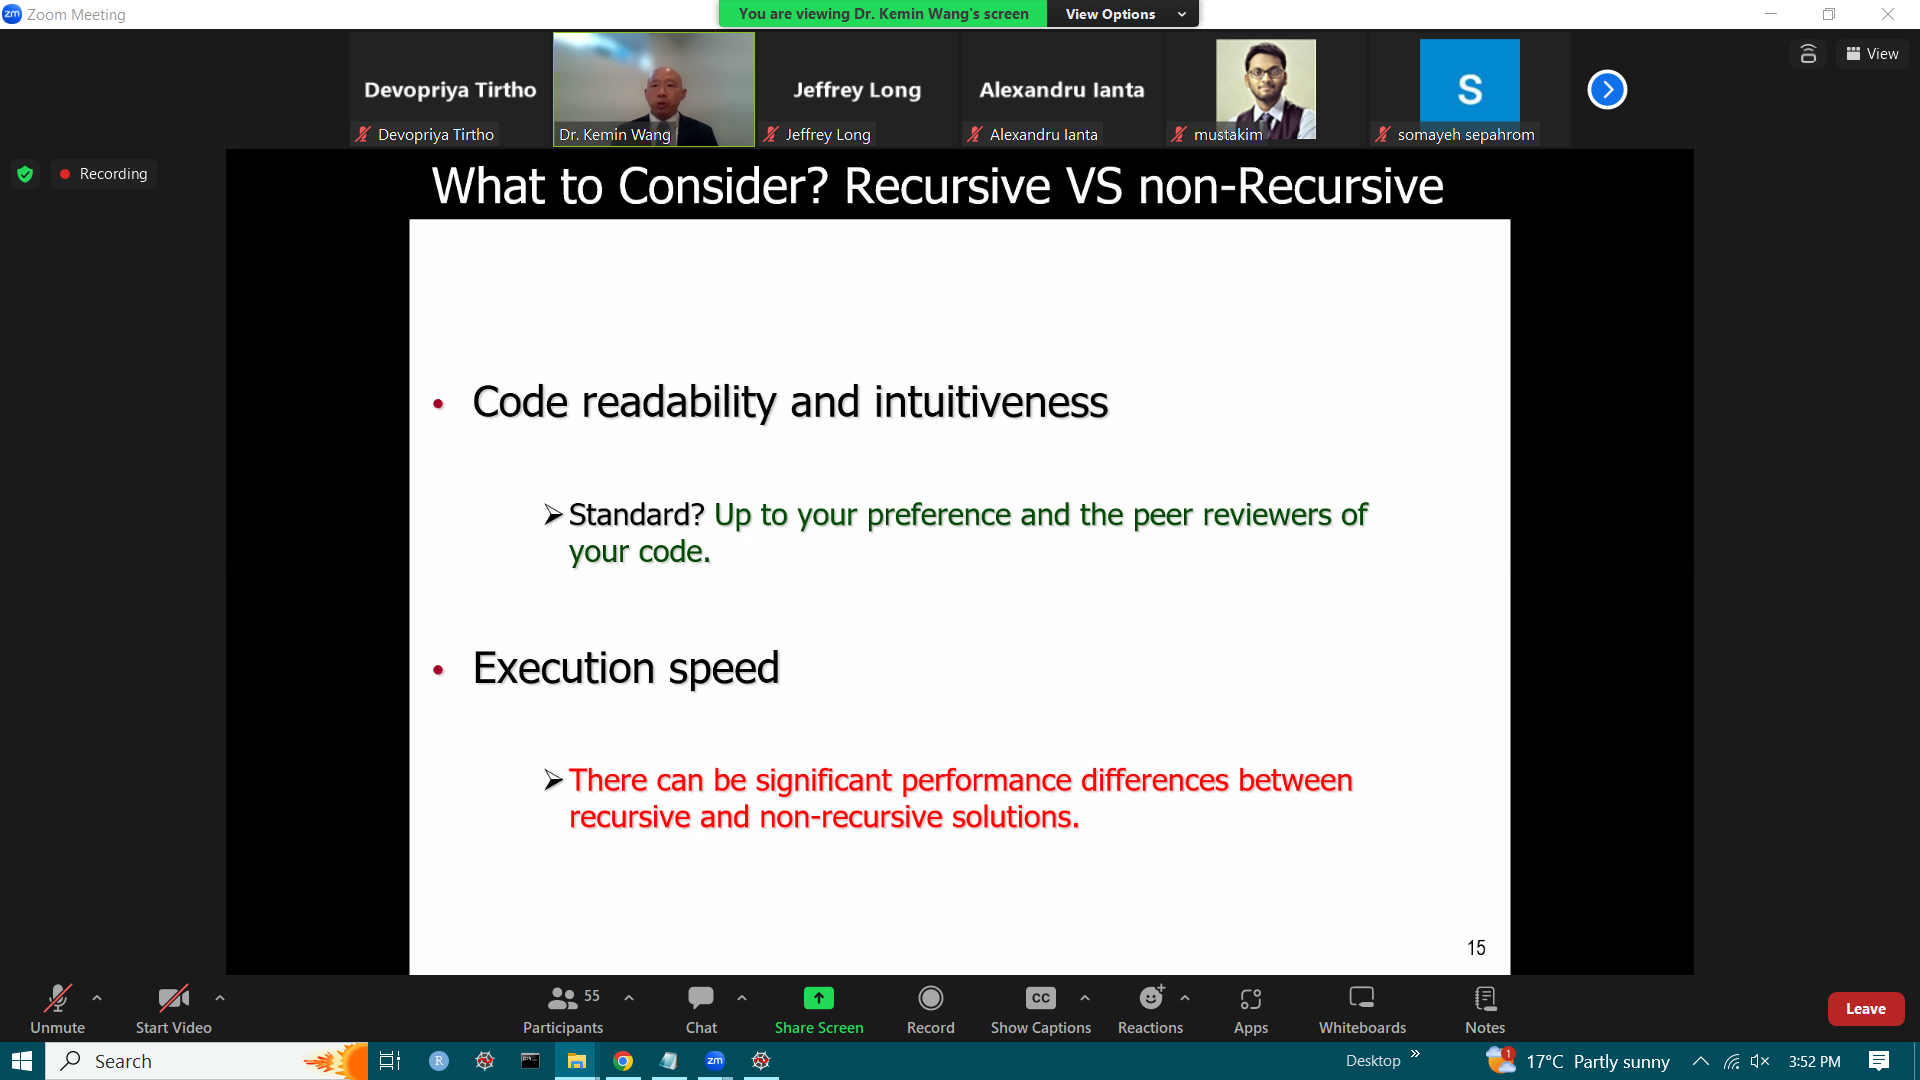 Zoom Meeting
You are viewing Dr. Kemin Wang's screen
View Options
View
Devopriya Tirtho
Jeffrey Long
Alexandru Ianta
S
Devopriya Tirtho
Dr. Kemin Wang
Jeffrey Long
Alexandru Ianta
mustakim
somayeh sepahrom
Recording
What to Consider? Recursive VS non-Recursive
• Code readability and intuitiveness
➢ Standard? Up to your preference and the peer reviewers of
your code.
• Execution speed
➢ There can be significant performance differences between
recursive and non-recursive solutions.
15
Unmute
Start Video
55
Participants
Chat
Share Screen
Record
CC
Show Captions
Reactions
Apps
Whiteboards
Notes
Leave
Search
R
zm
Desktop
»
1
17°C Partly sunny
3:52 PM